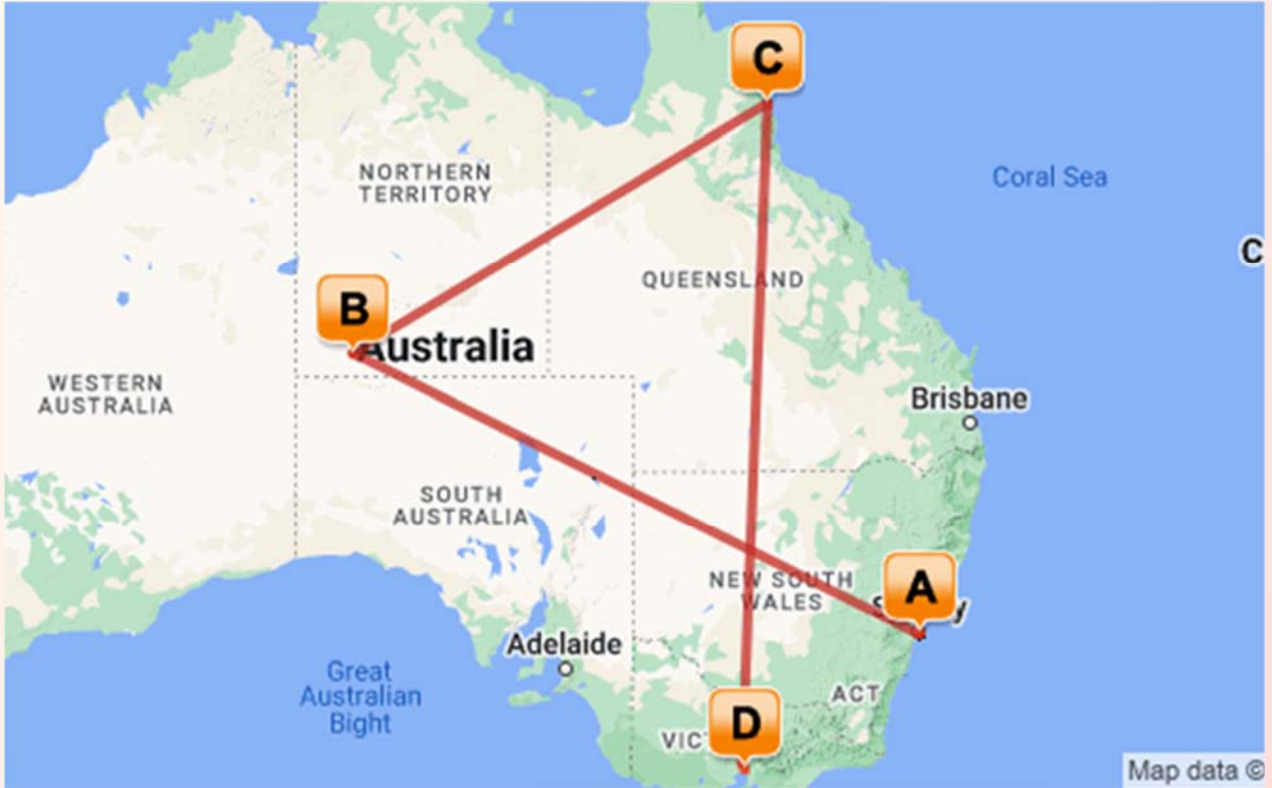 C
NORTHERN
TERRITORY
Coral Sea
C
QUEENSLAND
B
Australia
WESTERN
AUSTRALIA
Brisbane
SOUTH
AUSTRALIA
NEW SOUTH
WALES
A
Adelaide
Great
Australian
Bight
ACT
D
Map data ©